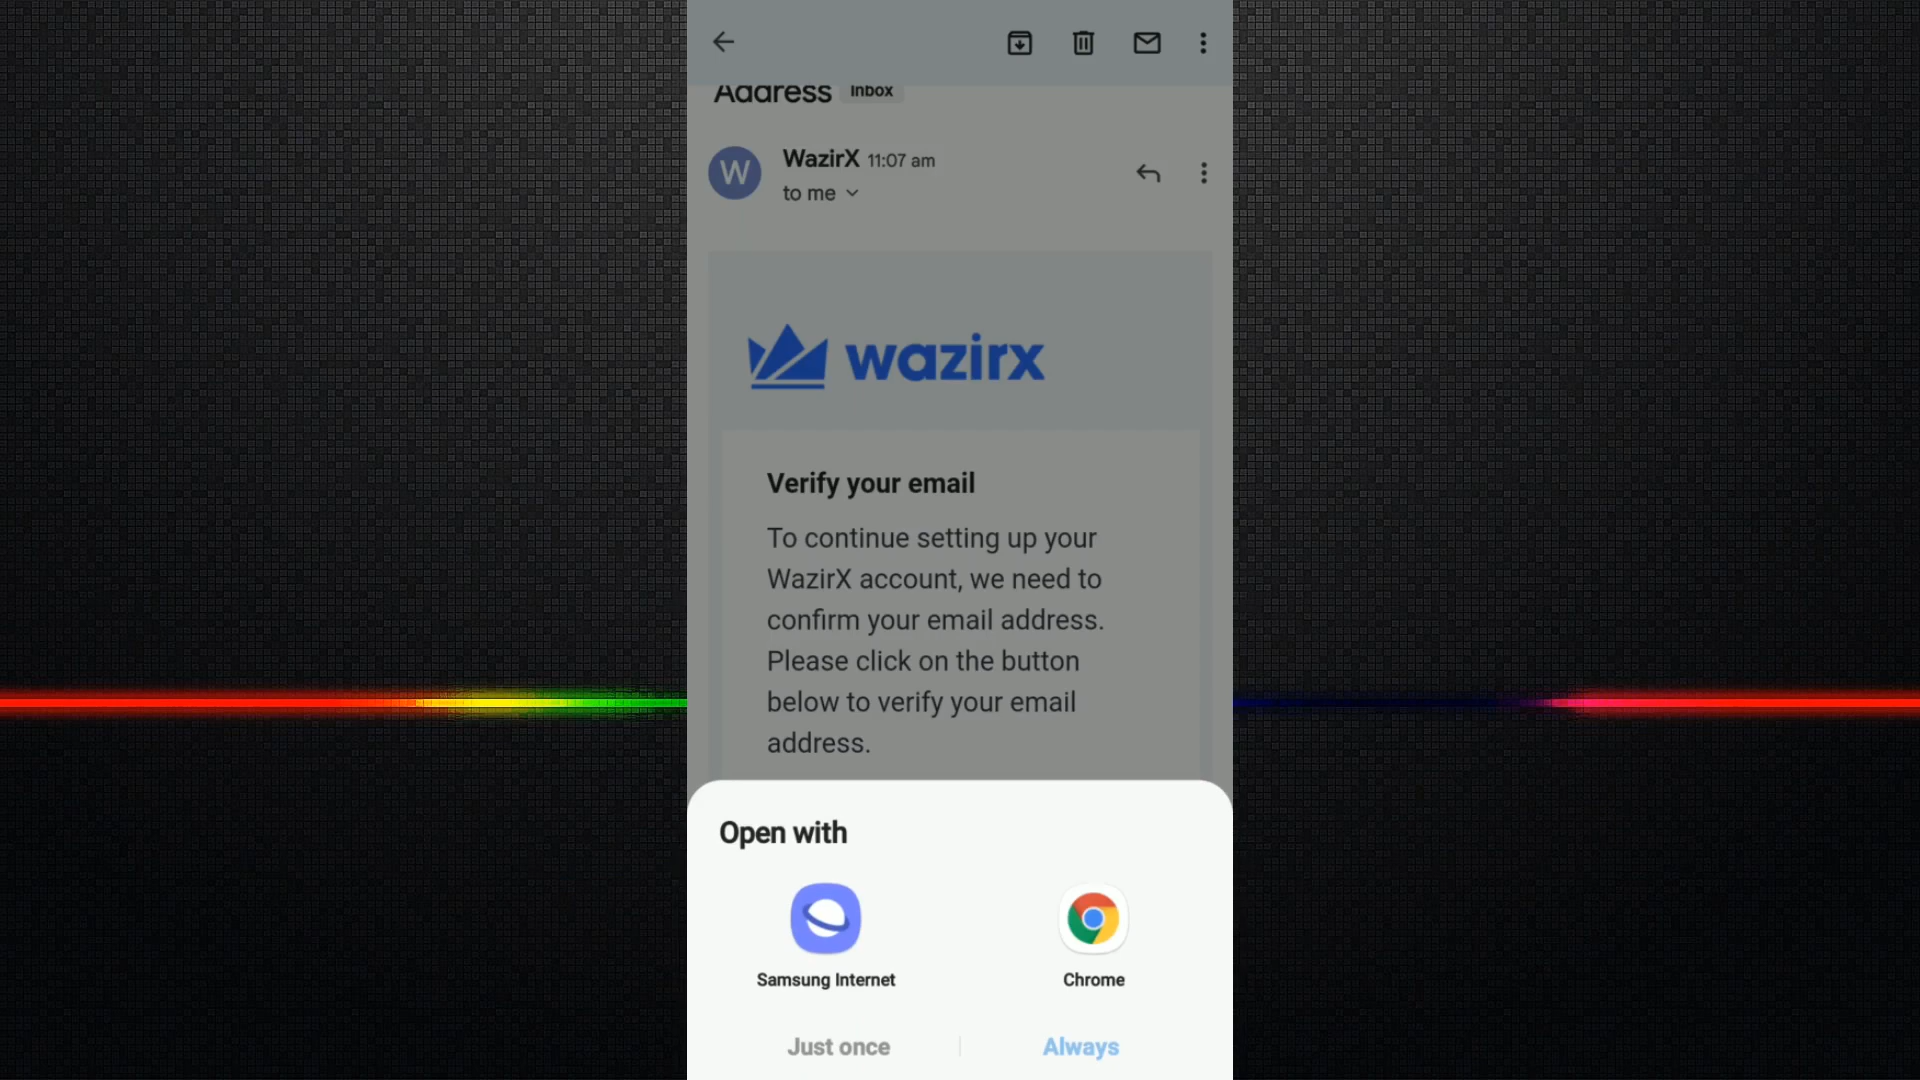 Address Inbox
W
WazirX 11:07 am
to me
wazirx
Verify your email
To continue setting up your
WazirX account, we need to
confirm your email address.
Please click on the button
below to verify your email
address.
Open with
Samsung Internet Chrome
Just once Always